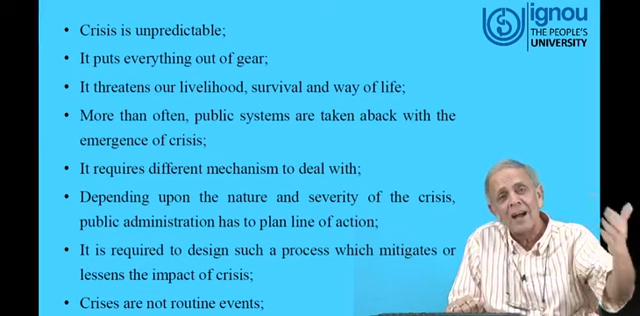 • Crisis is unpredictable;
• It puts everything out of gear;
• It threatens our livelihood, survival and way of life;
• More than often, public systems are taken aback with the
emergence of crisis;
• It requires different mechanism to deal with;
• Depending upon the nature and severity of the crisis,
public administration has to plan line of action;
• It is required to design such a process which mitigates or
lessens the impact of crisis;
• Crises are not routine events;
ignou
THE PEOPLE'S
UNIVERSITY